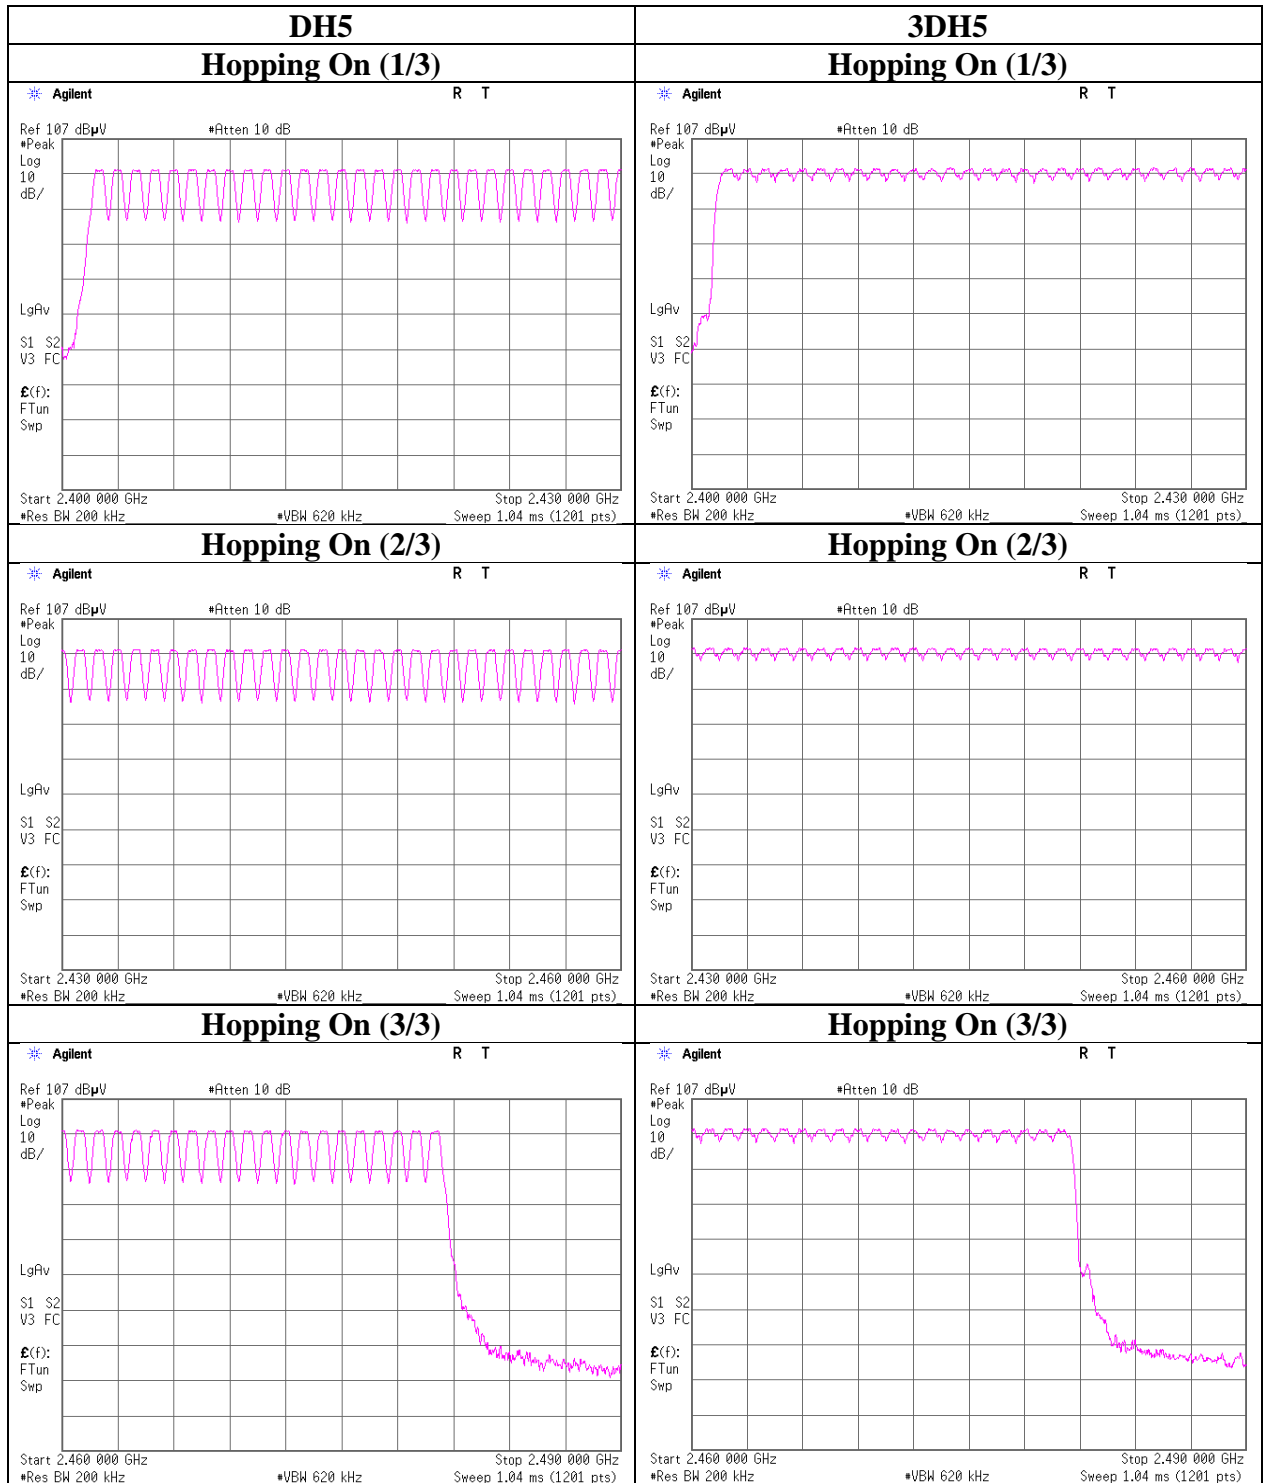 DH5
3DH5
Hopping On (1/3)
Hopping On (1/3)
Agilent
R T
Ref 107 dBµV
#Atten 10 dB
#Peak
Log
10
dB/
LgAv
S1 S2
V3 FC
£(f):
FTun
Swp
Start 2.400 000 GHz
Stop 2.430 000 GHz
#Res BW 200 kHz
#VBW 620 kHz
Sweep 1.04 ms (1201 pts)
Agilent
R T
Ref 107 dBµV
#Atten 10 dB
#Peak
Log
10
dB/
LgAv
S1 S2
V3 FC
£(f):
FTun
Swp
Start 2.400 000 GHz
Stop 2.430 000 GHz
#Res BW 200 kHz
#VBW 620 kHz
Sweep 1.04 ms (1201 pts)
Hopping On (2/3)
Hopping On (2/3)
Agilent
R T
Ref 107 dBµV
#Atten 10 dB
#Peak
Log
10
dB/
LgAv
S1 S2
V3 FC
£(f):
FTun
Swp
Start 2.430 000 GHz
Stop 2.460 000 GHz
#Res BW 200 kHz
#VBW 620 kHz
Sweep 1.04 ms (1201 pts)
Agilent
R T
Ref 107 dBµV
#Atten 10 dB
#Peak
Log
10
dB/
LgAv
S1 S2
V3 FC
£(f):
FTun
Swp
Start 2.430 000 GHz
Stop 2.460 000 GHz
#Res BW 200 kHz
#VBW 620 kHz
Sweep 1.04 ms (1201 pts)
Hopping On (3/3)
Hopping On (3/3)
Agilent
R T
Ref 107 dBµV
#Atten 10 dB
#Peak
Log
10
dB/
LgAv
S1 S2
V3 FC
£(f):
FTun
Swp
Start 2.460 000 GHz
Stop 2.490 000 GHz
#Res BW 200 kHz
#VBW 620 kHz
Sweep 1.04 ms (1201 pts)
Agilent
R T
Ref 107 dBµV
#Atten 10 dB
#Peak
Log
10
dB/
LgAv
S1 S2
V3 FC
£(f):
FTun
Swp
Start 2.460 000 GHz
Stop 2.490 000 GHz
#Res BW 200 kHz
#VBW 620 kHz
Sweep 1.04 ms (1201 pts)